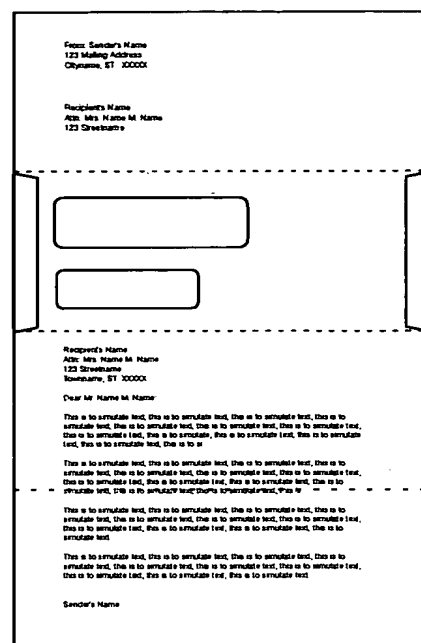 From: Sender's Name
123 Mailing Address
Cityname, ST XXXXX
Recipient's Name
Attn: Mrs. Name M. Name
123 Streetname
Recipient's Name
Attn: Mrs. Name M. Name
123 Streetname
Townname, ST XXXXX
Dear Mr. Name M. Name:
This is to simulate text, this is to simulate text, this is to simulate text, this is to
simulate text, this is to simulate text, this is to simulate text, this is to simulate text,
this is to simulate text, this is to simulate, this is to simulate text, this is to simulate
text, this is to simulate text, this is to si
This is to simulate text, this is to simulate text, this is to simulate text, this is to
simulate text, this is to simulate text, this is to simulate text, this is to simulate text,
this is to simulate text, this is to simulate text, this is to simulate text, this is to
simulate text, this is to simulate text, this is to simulate text, this is
This is to simulate text, this is to simulate text, this is to simulate text, this is to
simulate text, this is to simulate text, this is to simulate text, this is to simulate text,
this is to simulate text, this is to simulate text, this is to simulate text, this is to
simulate text
This is to simulate text, this is to simulate text, this is to simulate text, this is to
simulate text, this is to simulate text, this is to simulate text, this is to simulate text,
this is to simulate text, this is to simulate text, this is to simulate text
Sender's Name